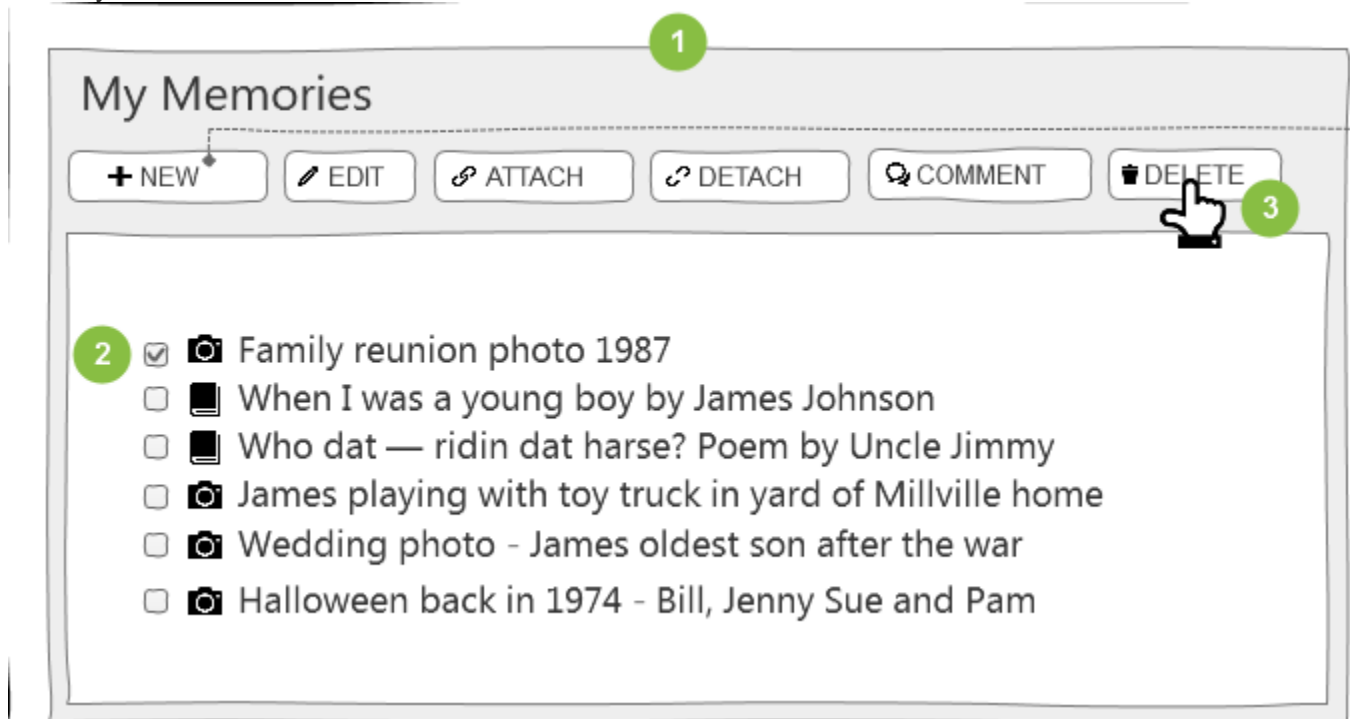 1
My Memories
NEW EDIT ATTACH DETACH COMMENT DELETE
3
2 Family reunion photo 1987
When I was a young boy by James Johnson
Who dat — ridin dat harse? Poem by Uncle Jimmy
James playing with toy truck in yard of Millville home
Wedding photo - James oldest son after the war
Halloween back in 1974 - Bill, Jenny Sue and Pam